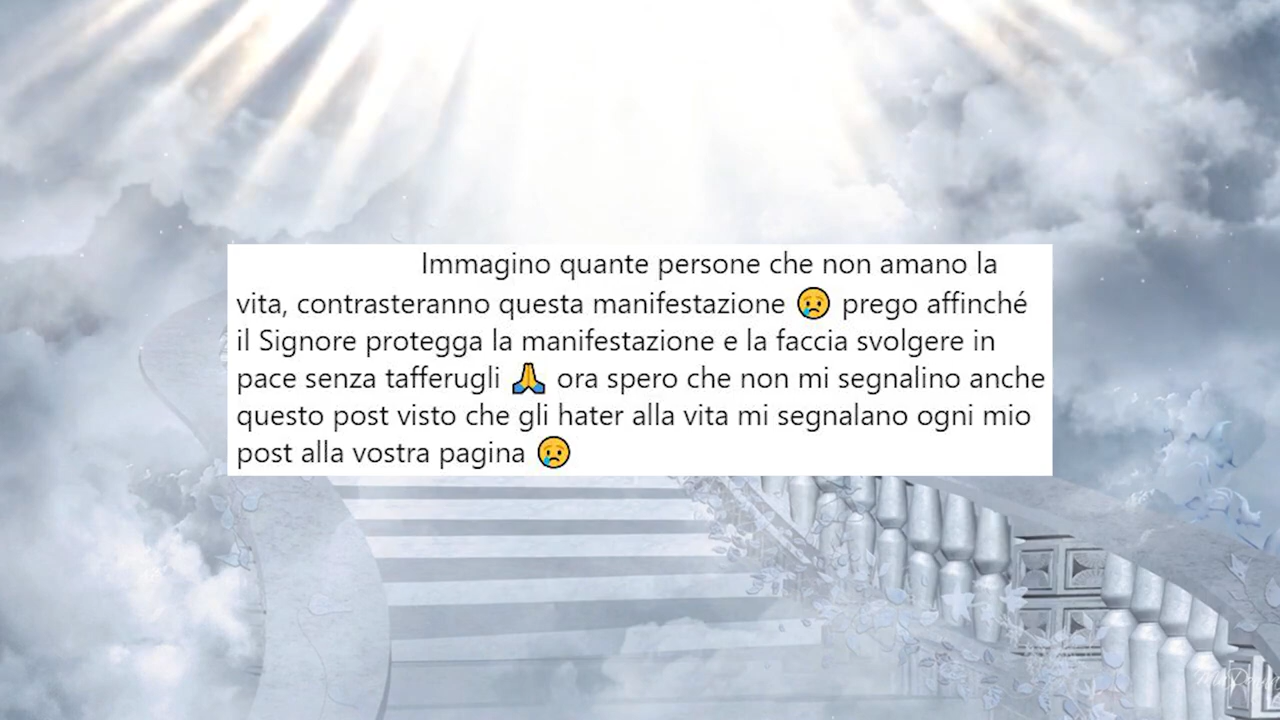 Immagino quante persone che non amano la
vita, contrasteranno questa manifestazione 😢 prego affinché
il Signore protegga la manifestazione e la faccia svolgere in
pace senza tafferugli 🙏 ora spero che non mi segnalino anche
questo post visto che gli hater alla vita mi segnalano ogni mio
post alla vostra pagina 😢